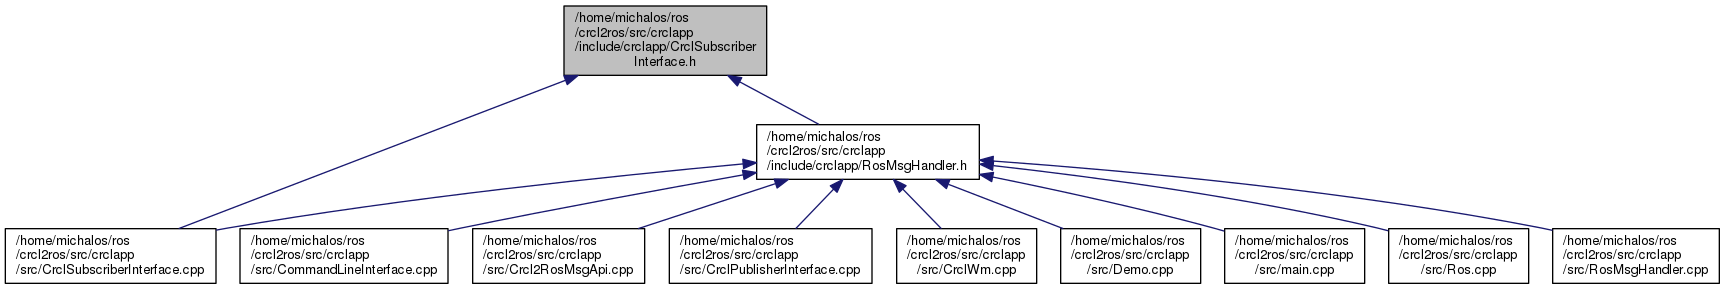 /home/michalos/ros
/crcl2ros/src/crclapp
/include/crclapp/CrclSubscriber
Interface.h
/home/michalos/ros
/crcl2ros/src/crclapp
/include/crclapp/RosMsgHandler.h
/home/michalos/ros
/crcl2ros/src/crclapp
/src/CrclSubscriberInterface.cpp
/home/michalos/ros
/crcl2ros/src/crclapp
/src/CommandLineInterface.cpp
/home/michalos/ros
/crcl2ros/src/crclapp
/src/Crcl2RosMsgApi.cpp
/home/michalos/ros
/crcl2ros/src/crclapp
/src/CrclPublisherInterface.cpp
/home/michalos/ros
/crcl2ros/src/crclapp
/src/CrclWm.cpp
/home/michalos/ros
/crcl2ros/src/crclapp
/src/Demo.cpp
/home/michalos/ros
/crcl2ros/src/crclapp
/src/main.cpp
/home/michalos/ros
/crcl2ros/src/crclapp
/src/Ros.cpp
/home/michalos/ros
/crcl2ros/src/crclapp
/src/RosMsgHandler.cpp